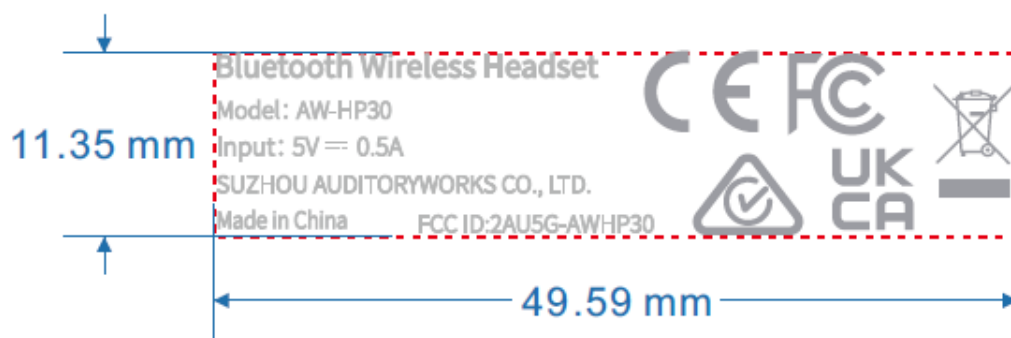 Bluetooth Wireless Headset
Model: AW-HP30
Input: 5V ⎓ 0.5A
SUZHOU AUDITORYWORKS CO., LTD.
Made in China FCC ID:2AU5G-AWHP30
CE FC
UK
CA
11.35 mm
49.59 mm